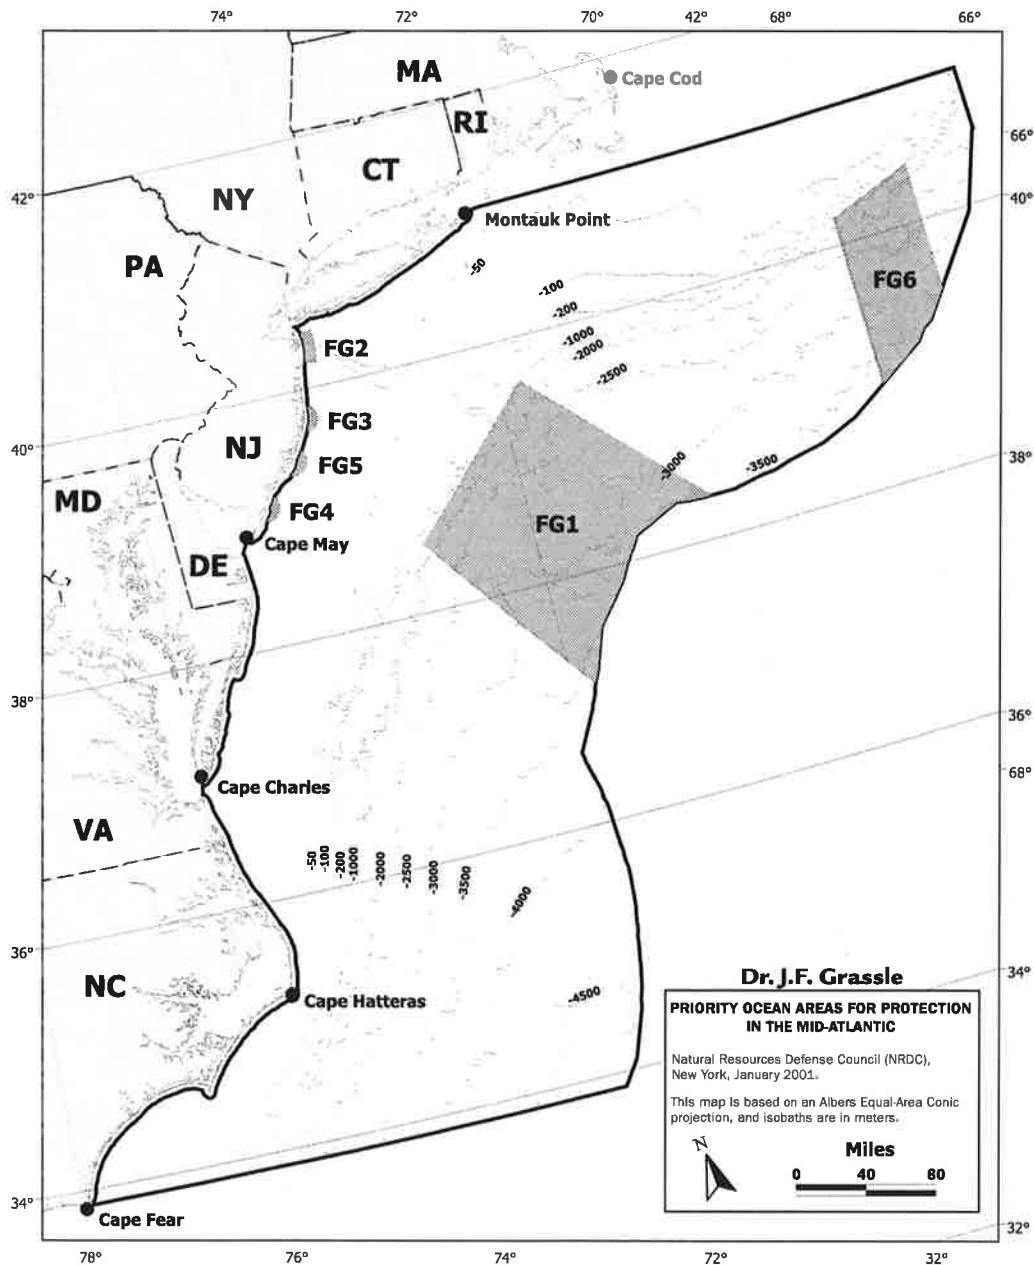 74°
72°
70°
42°
68°
66°
MA
Cape Cod
RI
66°
CT
42°
NY
40°
Montauk Point
PA
-50
FG6
-100
-200
-1000
-2000
-2500
FG2
FG3
NJ
40°
FG5
38°
-3000
-3500
MD
FG4
FG1
Cape May
DE
38°
36°
68°
Cape Charles
VA
-50
-100
-200
-1000
-2000
-2500
-3000
-3500
-4000
36°
34°
NC
Cape Hatteras
-4500
Dr. J.F. Grassle
PRIORITY OCEAN AREAS FOR PROTECTION
IN THE MID-ATLANTIC
Natural Resources Defense Council (NRDC),
New York, January 2001.
This map is based on an Albers Equal-Area Conic
projection, and isobaths are in meters.
N
Miles
0 40 80
34°
Cape Fear
32°
78°
76°
74°
72°
32°